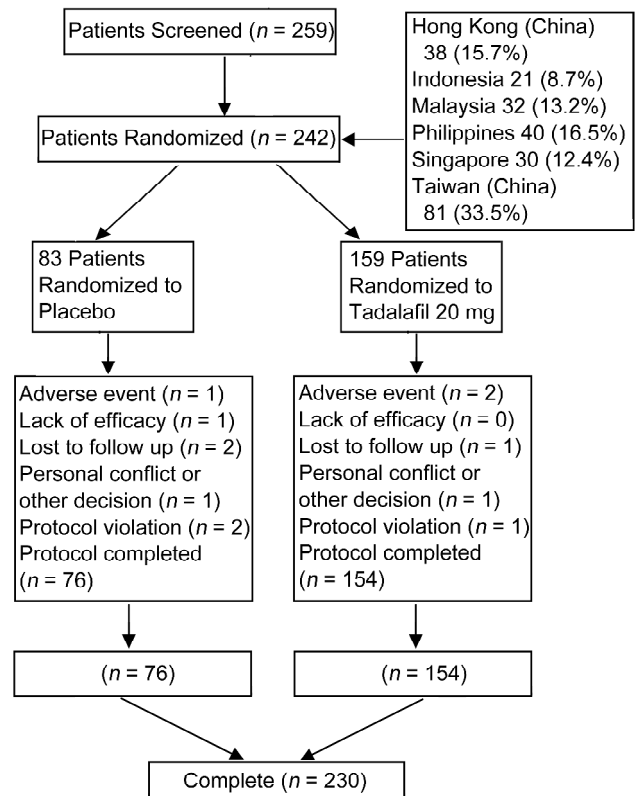 Patients Screened (n = 259)
Hong Kong (China)
38 (15.7%)
Indonesia 21 (8.7%)
Malaysia 32 (13.2%)
Philippines 40 (16.5%)
Singapore 30 (12.4%)
Taiwan (China)
81 (33.5%)
Patients Randomized (n = 242)
83 Patients
Randomized to
Placebo
159 Patients
Randomized to
Tadalafil 20 mg
Adverse event (n = 1)
Lack of efficacy (n = 1)
Lost to follow up (n = 2)
Personal conflict or
other decision (n = 1)
Protocol violation (n = 2)
Protocol completed
(n = 76)
Adverse event (n = 2)
Lack of efficacy (n = 0)
Lost to follow up (n = 1)
Personal conflict or
other decision (n = 1)
Protocol violation (n = 1)
Protocol completed
(n = 154)
(n = 76)
(n = 154)
Complete (n = 230)